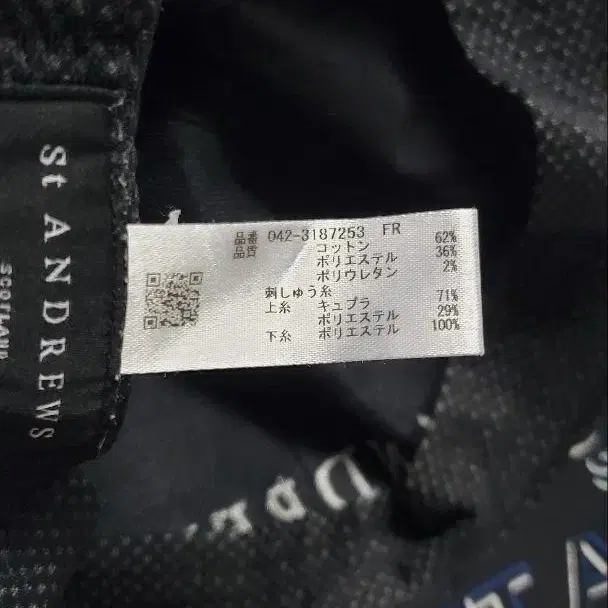 St ANDREWS
SCOTLAND
品番 042-3187253 FR
品質 コットン 62%
ポリエステル 36%
ポリウレタン 2%
刺しゅう糸
上糸 キュプラ 71%
ポリエステル 29%
下糸 ポリエステル 100%